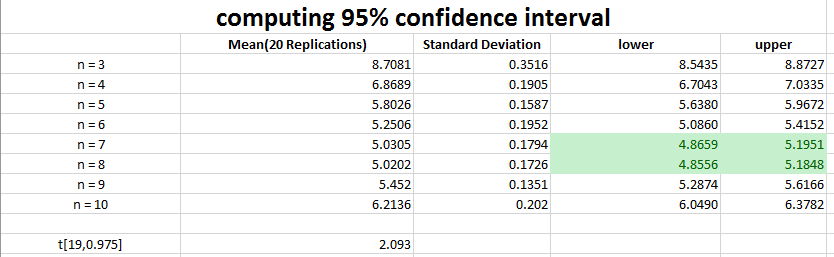 computing 95% confidence interval
Mean(20 Replications) Standard Deviation lower upper
n = 3 8.7081 0.3516 8.5435 8.8727
n = 4 6.8689 0.1905 6.7043 7.0335
n = 5 5.8026 0.1587 5.6380 5.9672
n = 6 5.2506 0.1952 5.0860 5.4152
n = 7 5.0305 0.1794 4.8659 5.1951
n = 8 5.0202 0.1726 4.8556 5.1848
n = 9 5.452 0.1351 5.2874 5.6166
n = 10 6.2136 0.202 6.0490 6.3782
t[19,0.975] 2.093